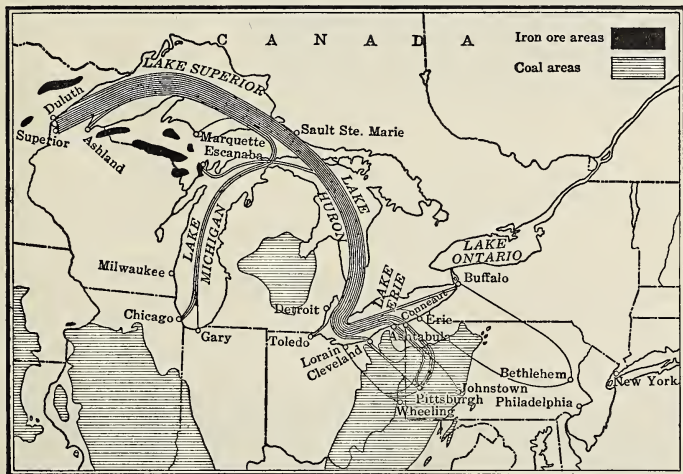 CANADA
Iron ore areas
Coal areas
LAKE SUPERIOR
Duluth
Superior
Ashland
Marquette
Escanaba
Sault Ste. Marie
LAKE
HURON
LAKE
MICHIGAN
LAKE
ONTARIO
Milwaukee
Buffalo
LAKE
ERIE
Conneaut
Detroit
Erie
Chicago
Ashtabula
Gary
Toledo
Lorain
Cleveland
Bethlehem
Johnstown
New York
Pittsburgh
Philadelphia
Wheeling